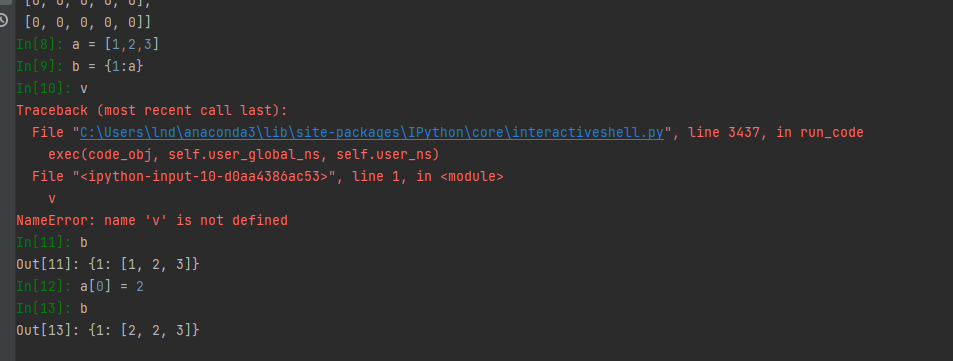 [0, 0, 0, 0, 0],
[0, 0, 0, 0, 0]]
In[8]: a = [1,2,3]
In[9]: b = {1:a}
In[10]: v
Traceback (most recent call last):
  File "C:\Users\lnd\anaconda3\lib\site-packages\IPython\core\interactiveshell.py", line 3437, in run_code
    exec(code_obj, self.user_global_ns, self.user_ns)
  File "<ipython-input-10-d0aa4386ac53>", line 1, in <module>
    v
NameError: name 'v' is not defined
In[11]: b
Out[11]: {1: [1, 2, 3]}
In[12]: a[0] = 2
In[13]: b
Out[13]: {1: [2, 2, 3]}